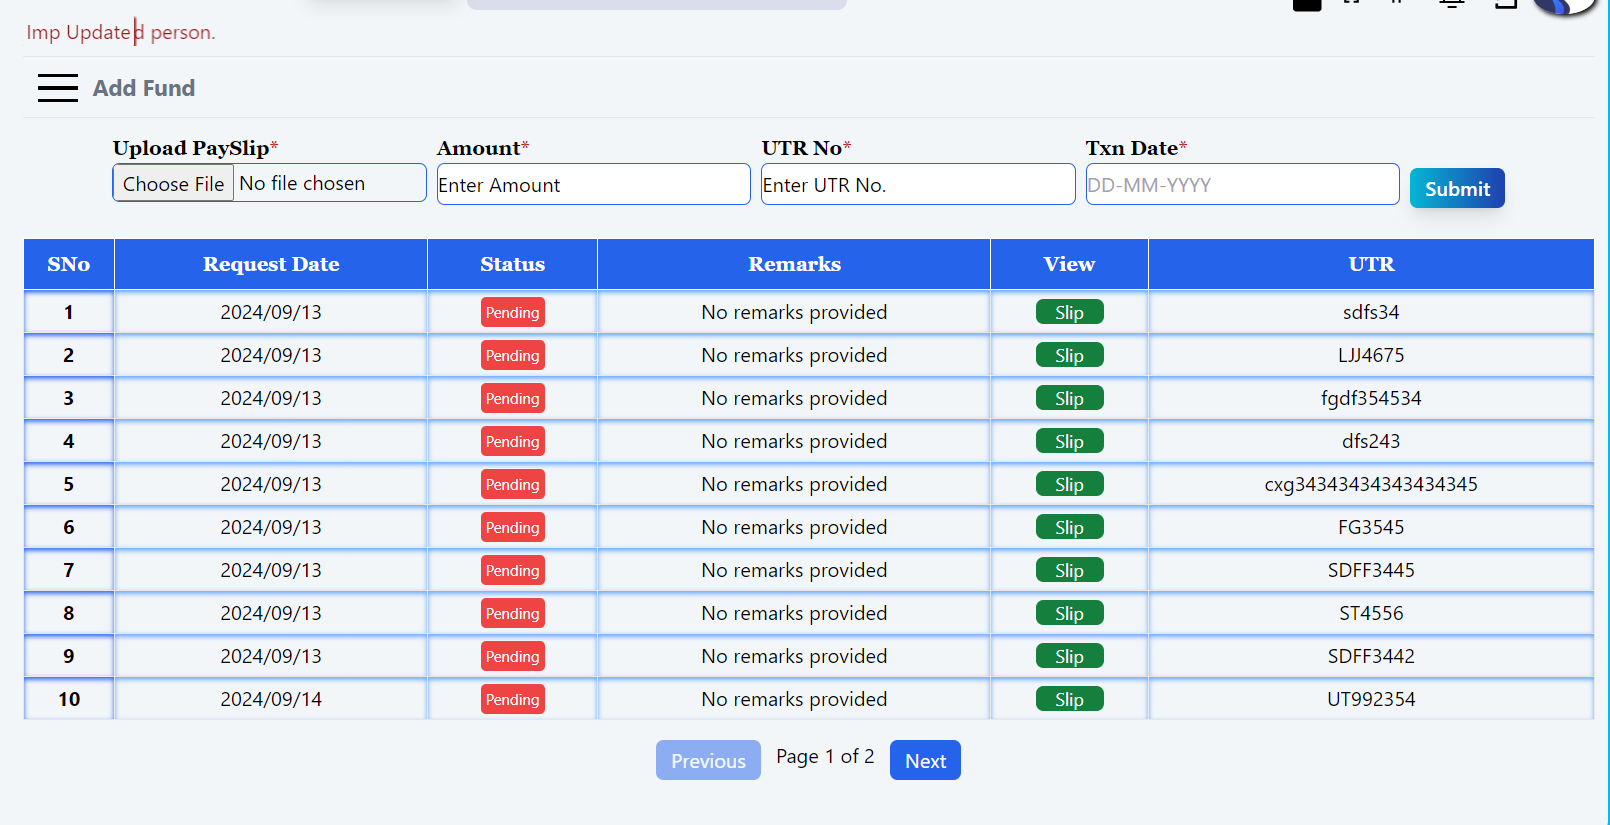 Imp Updated person.
Add Fund
Upload PaySlip* Amount* UTR No* Txn Date*
Choose File No file chosen Enter Amount Enter UTR No. DD-MM-YYYY Submit
SNo Request Date Status Remarks View UTR
1 2024/09/13 Pending No remarks provided Slip sdfs34
2 2024/09/13 Pending No remarks provided Slip LJJ4675
3 2024/09/13 Pending No remarks provided Slip fgdf354534
4 2024/09/13 Pending No remarks provided Slip dfs243
5 2024/09/13 Pending No remarks provided Slip cxg34343434343434345
6 2024/09/13 Pending No remarks provided Slip FG3545
7 2024/09/13 Pending No remarks provided Slip SDFF3445
8 2024/09/13 Pending No remarks provided Slip ST4556
9 2024/09/13 Pending No remarks provided Slip SDFF3442
10 2024/09/14 Pending No remarks provided Slip UT992354
Previous Page 1 of 2 Next